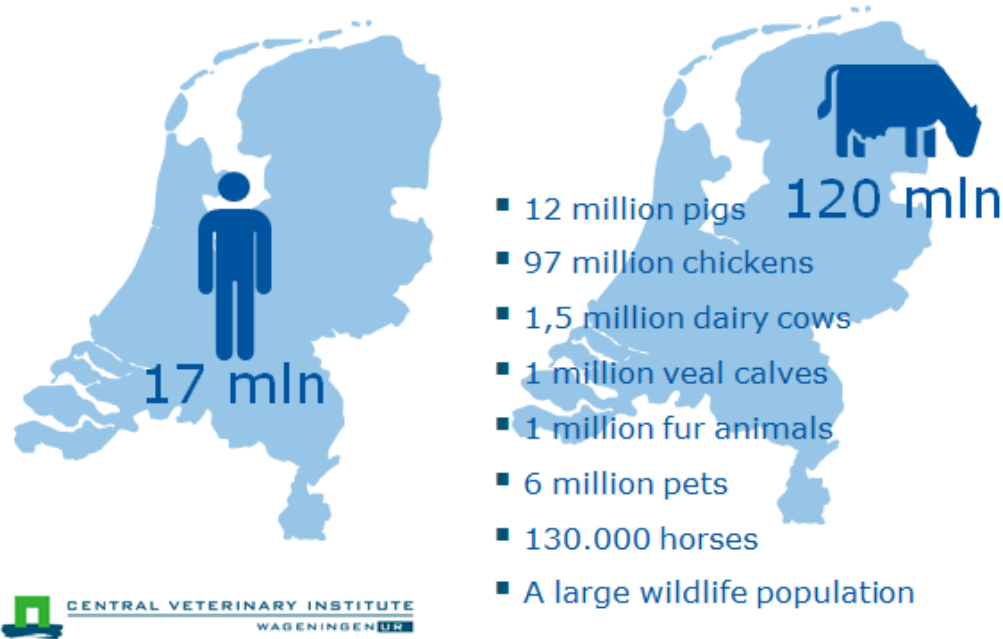 17 mln
120 mln
12 million pigs
97 million chickens
1,5 million dairy cows
1 million veal calves
1 million fur animals
6 million pets
130.000 horses
A large wildlife population
CENTRAL VETERINARY INSTITUTE
WAGENINGEN UR